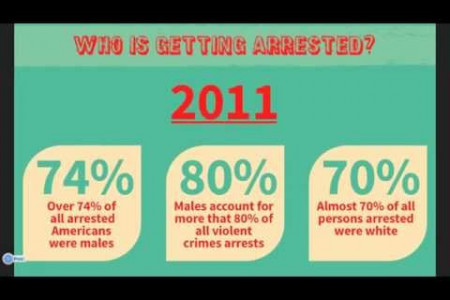 WHO IS GETTING ARRESTED?
2011
74%
Over 74% of
all arrested
Americans
were males
80%
Males account for
more that 80% of
all violent
crimes arrests
70%
Almost 70% of all
persons arrested
were white